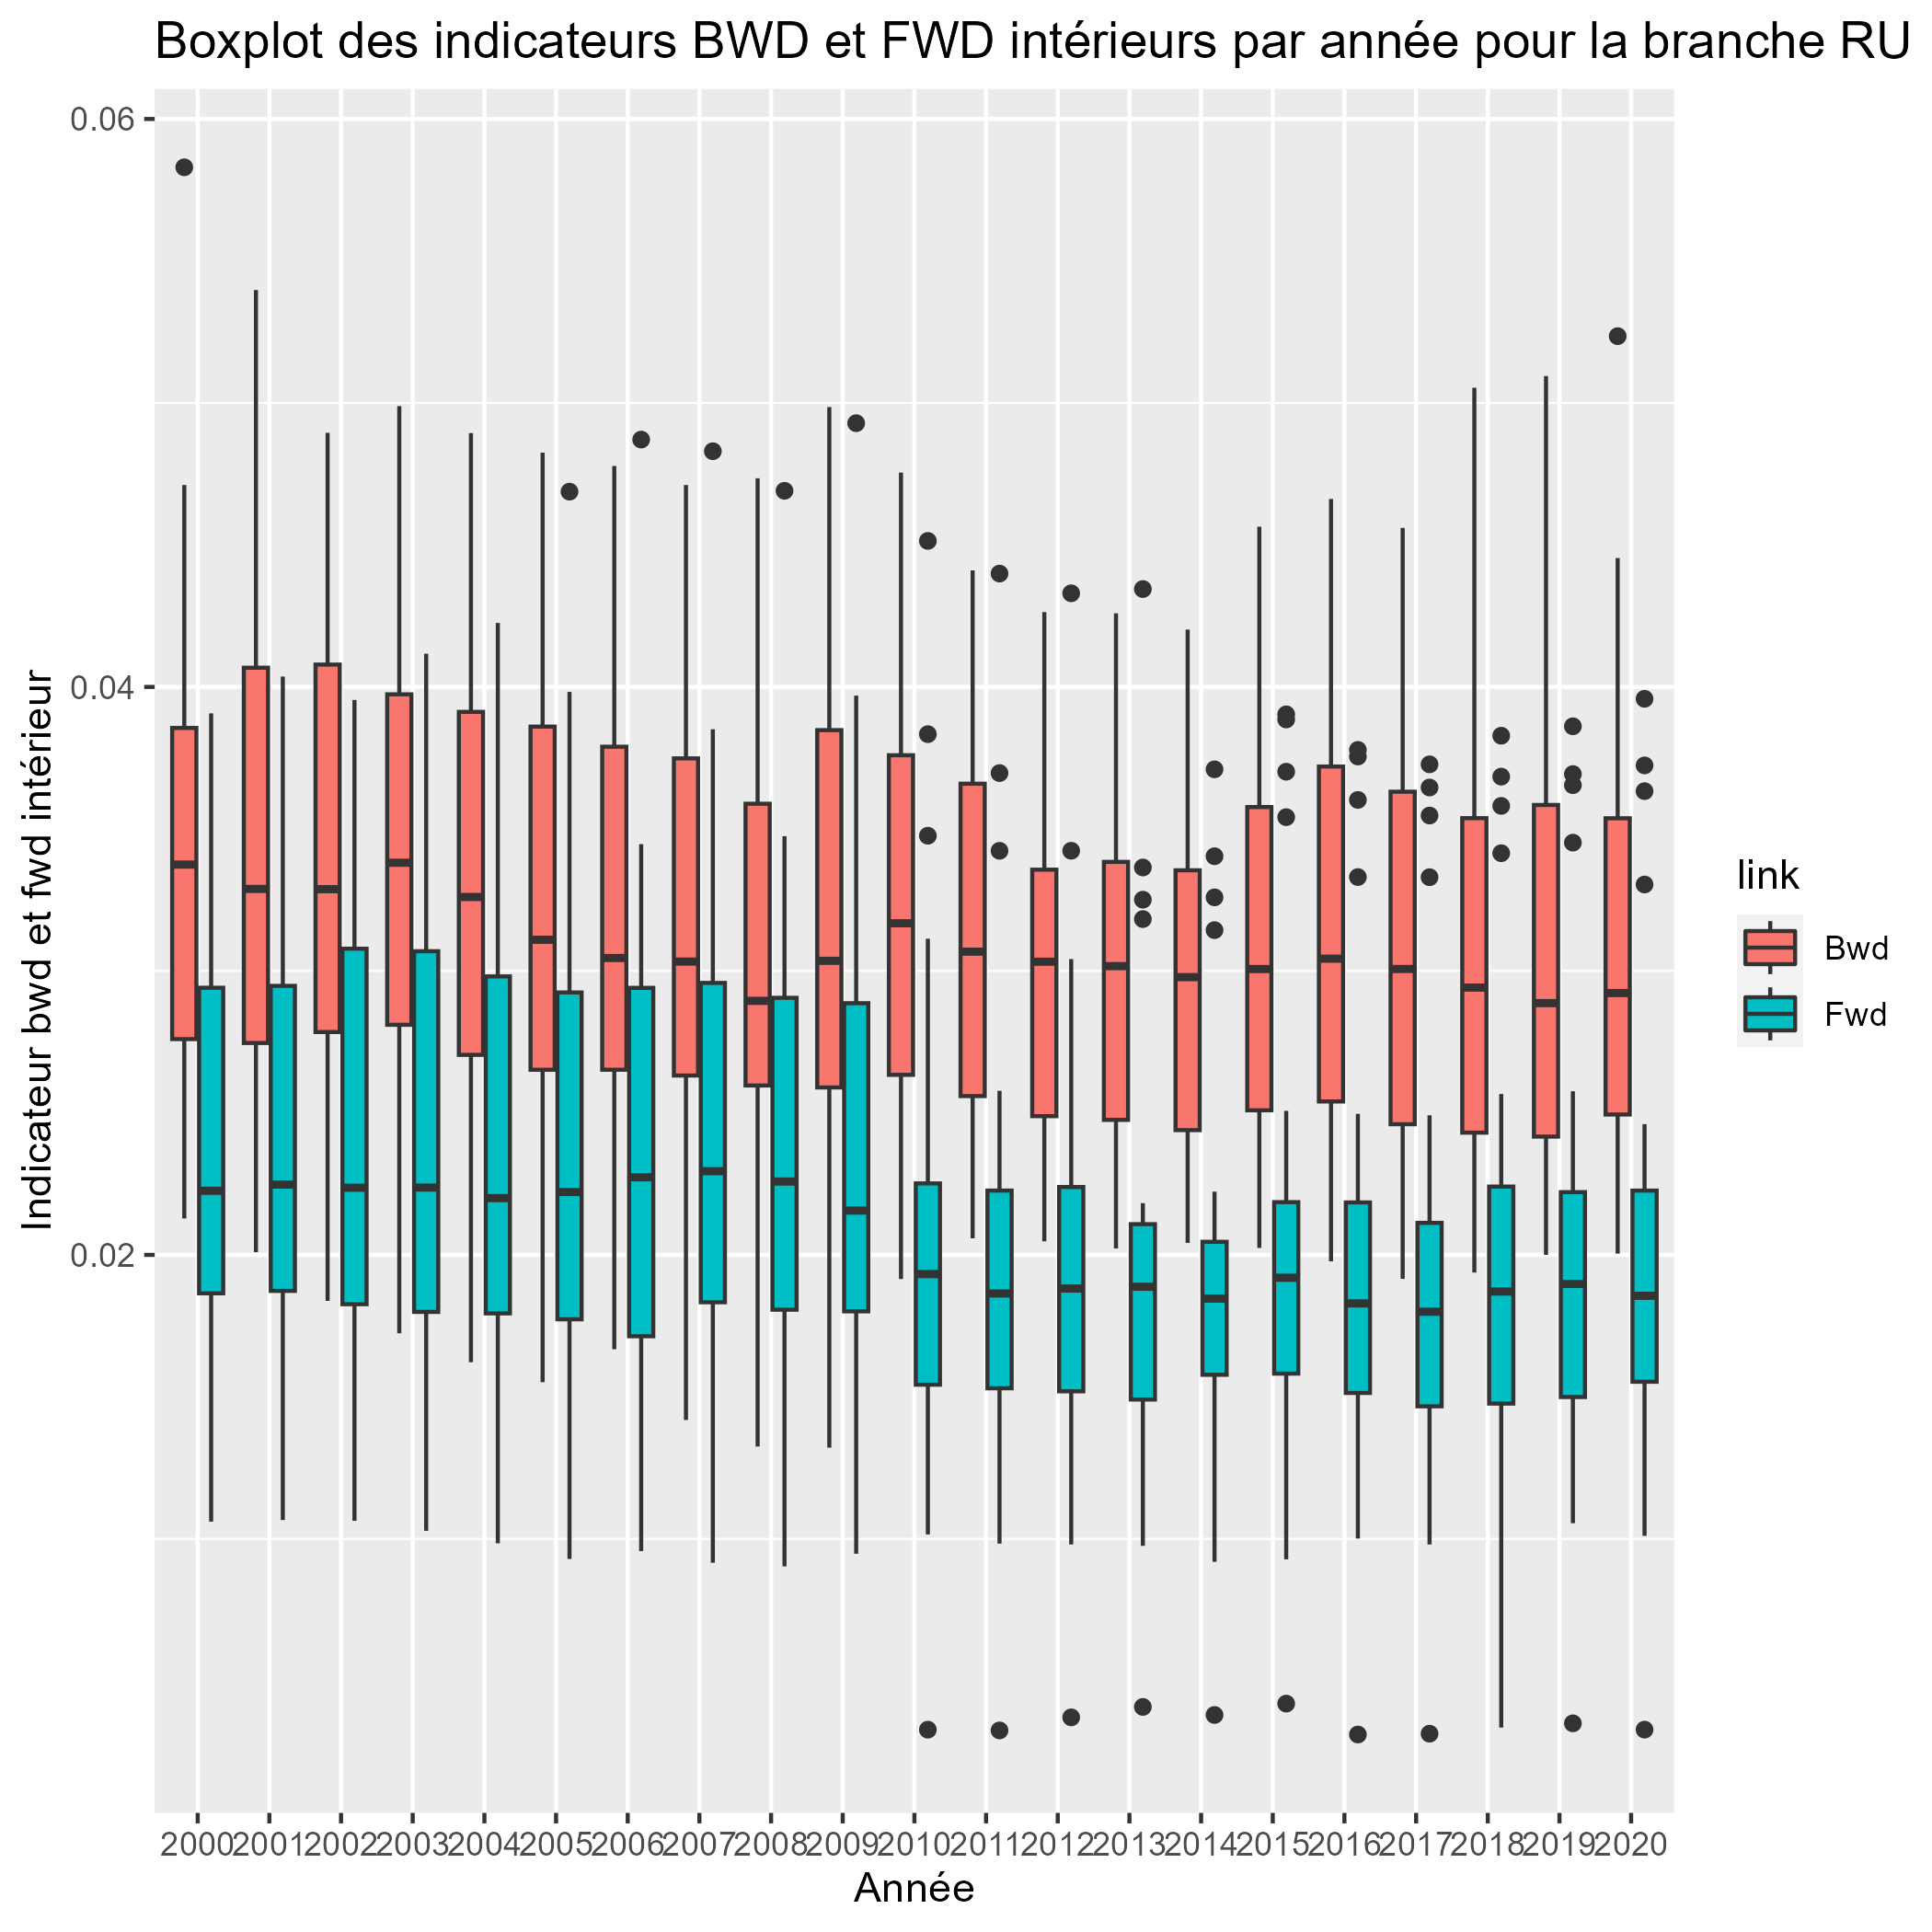 Boxplot des indicateurs BWD et FWD intérieurs par année pour la branche RU
Indicateur bwd et fwd intérieur
0.06
0.04
0.02
link
Bwd
Fwd
2000 2001 2002 2003 2004 2005 2006 2007 2008 2009 2010 2011 2012 2013 2014 2015 2016 2017 2018 2019 2020
Année